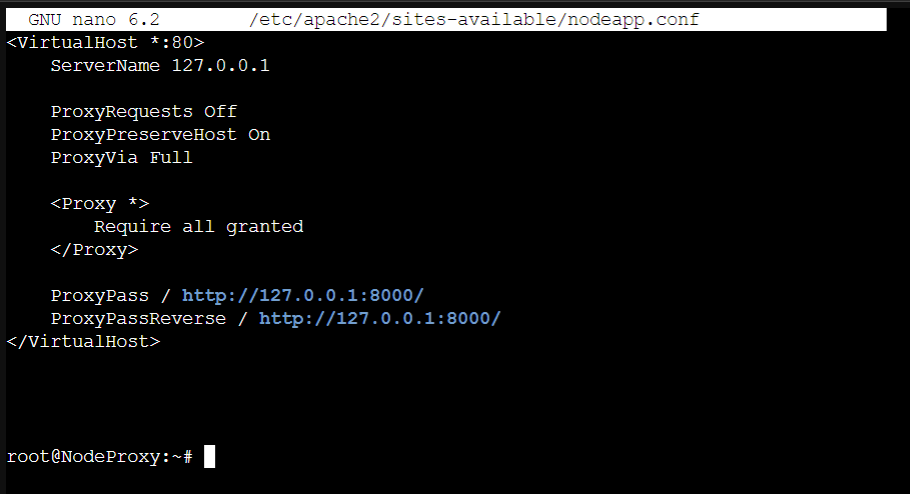 GNU nano 6.2 /etc/apache2/sites-available/nodeapp.conf
<VirtualHost *:80>
    ServerName 127.0.0.1
    ProxyRequests Off
    ProxyPreserveHost On
    ProxyVia Full
    <Proxy *>
        Require all granted
    </Proxy>
    ProxyPass / http://127.0.0.1:8000/
    ProxyPassReverse / http://127.0.0.1:8000/
</VirtualHost>
root@NodeProxy:~#